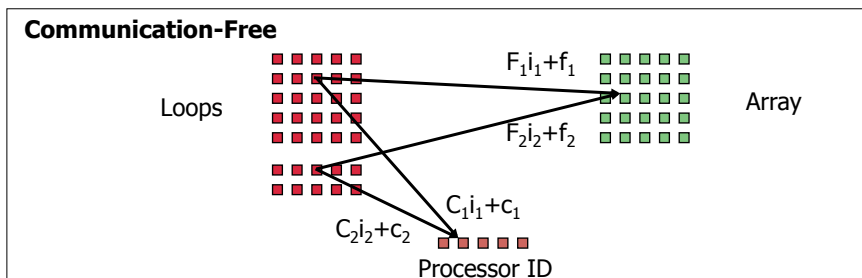 Communication-Free
F₁i₁+f₁
Loops
Array
F₂i₂+f₂
C₁i₁+c₁
C₂i₂+c₂
Processor ID